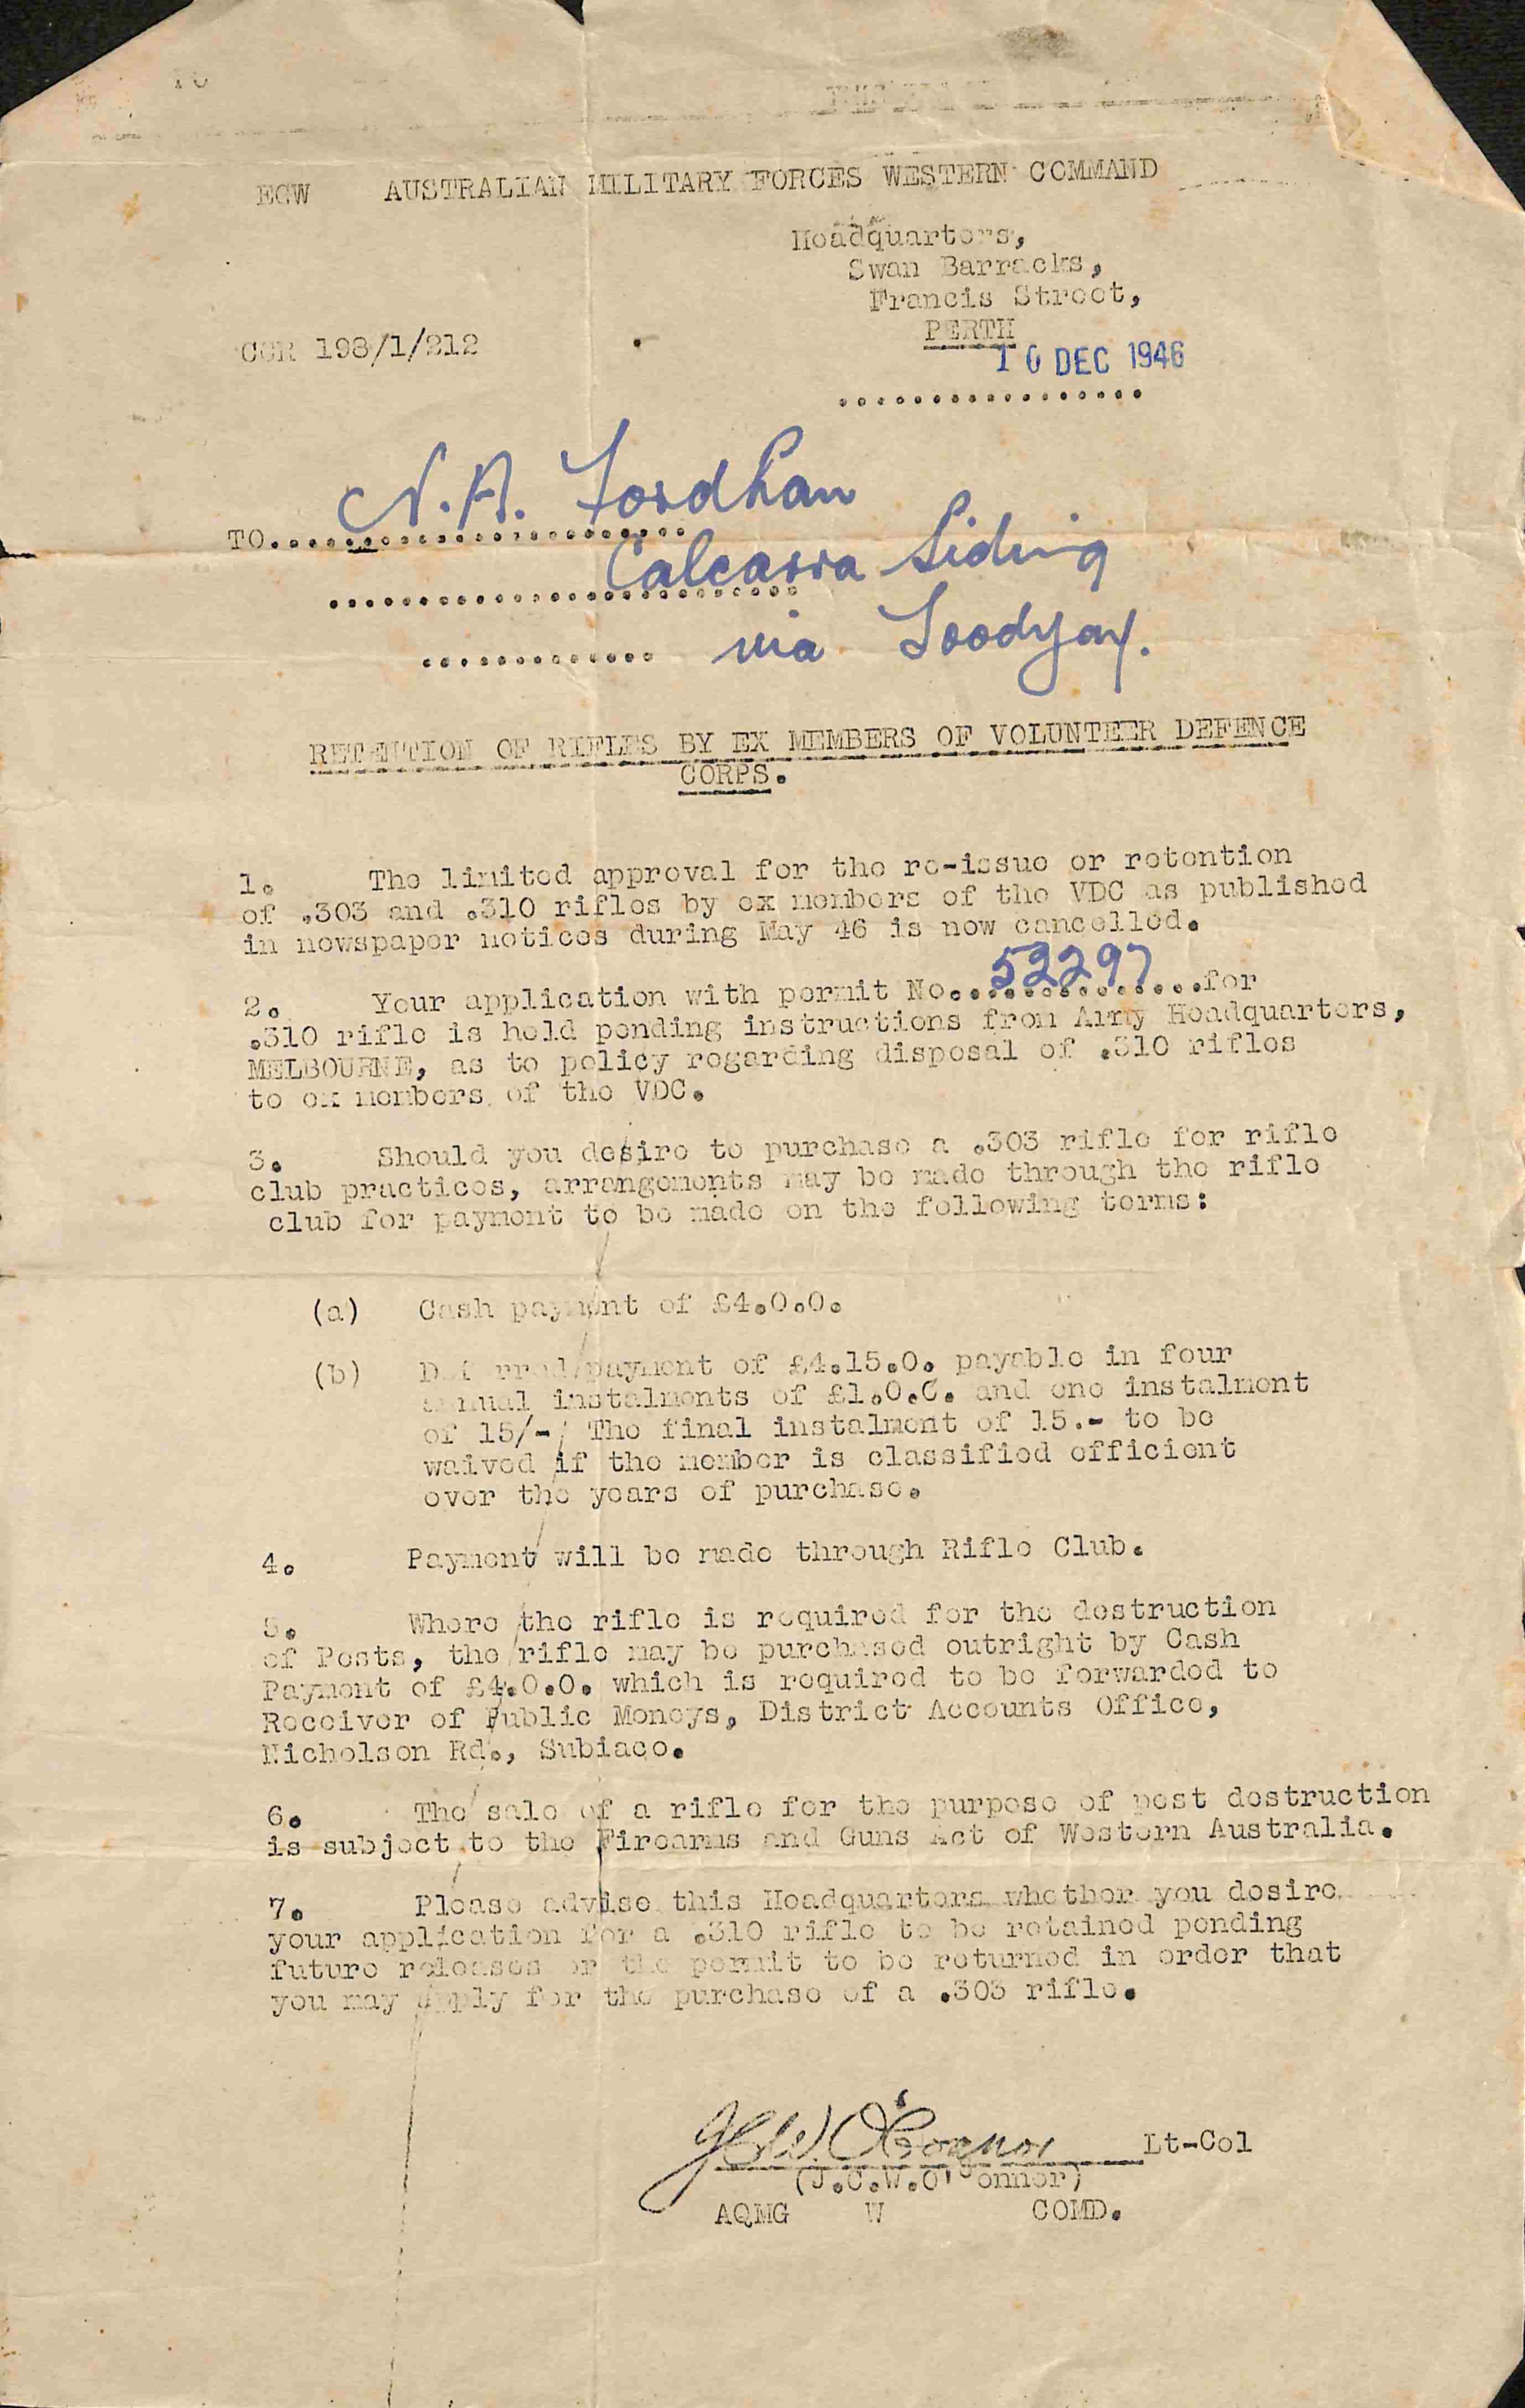 EGW AUSTRALIAN MILITARY FORCES WESTERN COMMAND
Headquarters,
Swan Barracks,
Francis Street,
PERTH
CCR 198/1/212
10 DEC 1946
N.A. Fordham
TO
Calcarra Siding
via Toodyay.
RETENTION OF RIFLES BY EX MEMBERS OF VOLUNTEER DEFENCE
CORPS.
1. The limited approval for the re-issue or retention
of .303 and .310 rifles by ex members of the VDC as published
in newspaper notices during May 46 is now cancelled.
2. Your application with permit No. 52297 for
.310 rifle is held pending instructions from Army Headquarters,
MELBOURNE, as to policy regarding disposal of .310 rifles
to ex members of the VDC.
3. Should you desire to purchase a .303 rifle for rifle
club practices, arrangements may be made through the rifle
club for payment to be made on the following terms:
(a) Cash payment of £4.0.0.
(b) Deferred payment of £4.15.0. payable in four
annual instalments of £1.0.0. and one instalment
of 15/-; The final instalment of 15.- to be
waived if the member is classified efficient
over the years of purchase.
4. Payment will be made through Rifle Club.
5. Where the rifle is required for the destruction
of Pests, the rifle may be purchased outright by Cash
Payment of £4.0.0. which is required to be forwarded to
Receiver of Public Moneys, District Accounts Office,
Nicholson Rd., Subiaco.
6. The sale of a rifle for the purpose of pest destruction
is subject to the Firearms and Guns Act of Western Australia.
7. Please advise this Headquarters whether you desire
your application for a .310 rifle to be retained pending
future releases or the permit to be returned in order that
you may apply for the purchase of a .303 rifle.
J C W. O'Connor Lt-Col
(J.C.W.O'Connor)
AQMG W COMD.